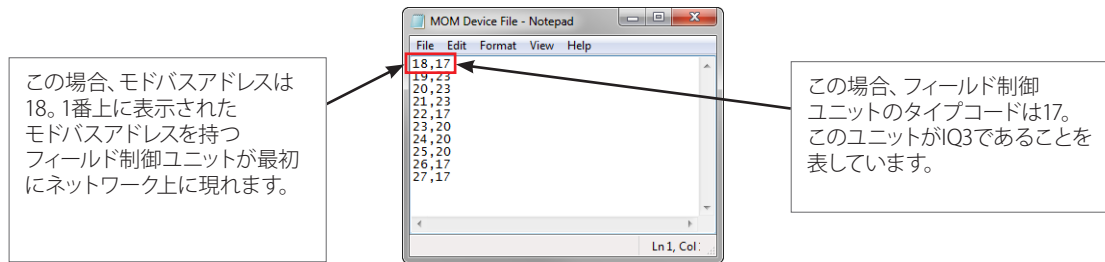 この場合、モドバスアドレスは
18。1番上に表示された
モドバスアドレスを持つ
フィールド制御ユニットが最初
にネットワーク上に現れます。
MOM Device File - Notepad
File Edit Format View Help
18,17
19,23
20,23
21,23
22,17
23,20
24,20
25,20
26,17
27,17
Ln 1, Col
この場合、フィールド制御
ユニットのタイプコードは17。
このユニットがIQ3であることを
表しています。